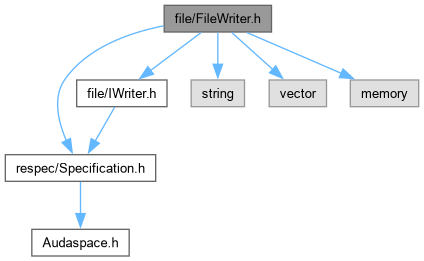 file/FileWriter.h
file/IWriter.h
string
vector
memory
respec/Specification.h
Audaspace.h